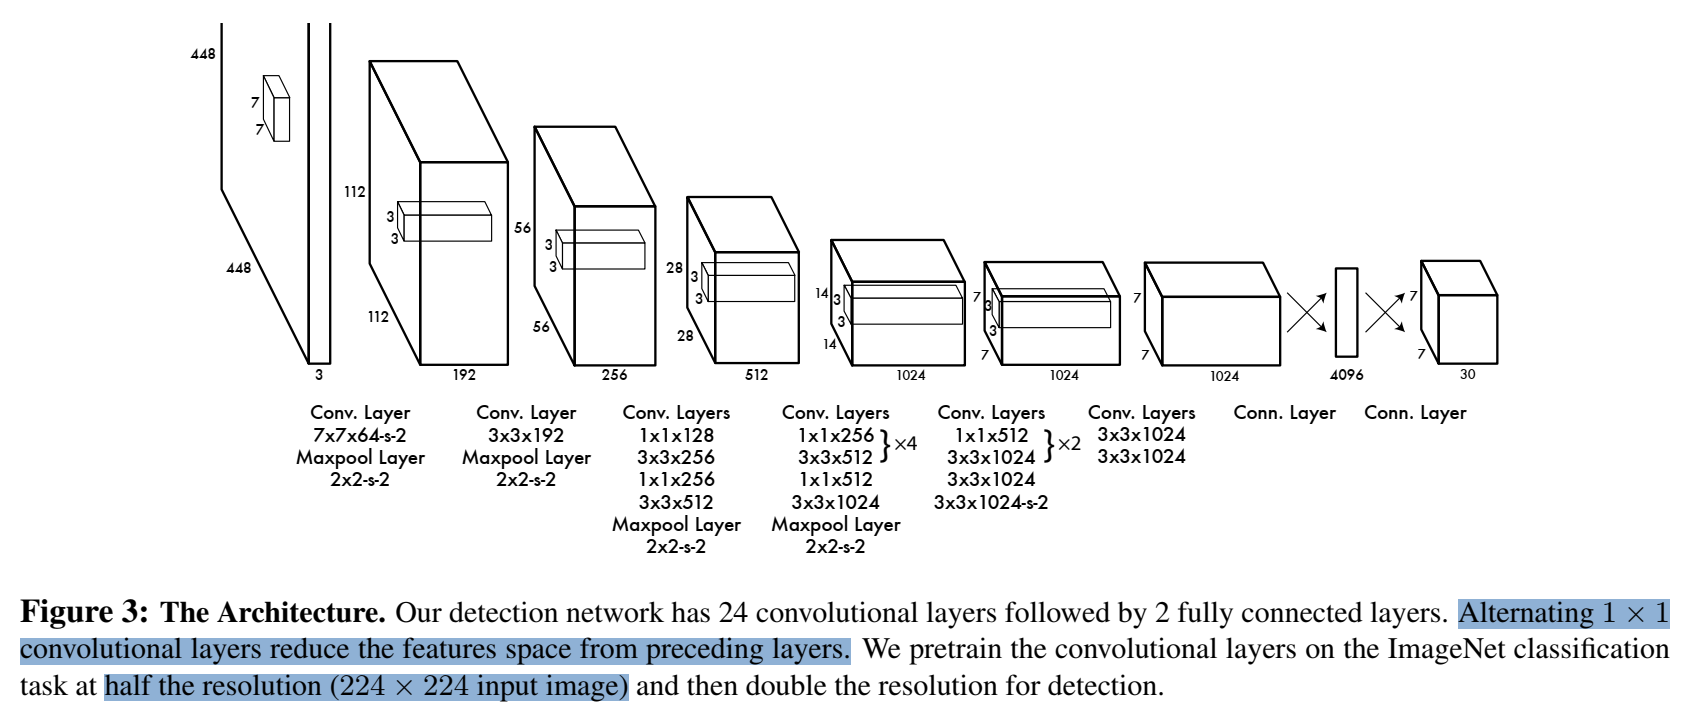 448
7
7
448
3
112
3
3
112
192
56
3
3
56
256
28
3
3
28
512
14
3
3
14
1024
7
3
3
7
1024
7
7
1024
4096
7
7
30
Conv. Layer
7x7x64-s-2
Maxpool Layer
2x2-s-2
Conv. Layer
3x3x192
Maxpool Layer
2x2-s-2
Conv. Layers
1x1x128
3x3x256
1x1x256
3x3x512
Maxpool Layer
2x2-s-2
Conv. Layers
1x1x256
3x3x512
} ×4
1x1x512
3x3x1024
Maxpool Layer
2x2-s-2
Conv. Layers
1x1x512
3x3x1024
} ×2
3x3x1024
3x3x1024-s-2
Conv. Layers
3x3x1024
3x3x1024
Conn. Layer
Conn. Layer
Figure 3: The Architecture. Our detection network has 24 convolutional layers followed by 2 fully connected layers. Alternating 1 × 1
convolutional layers reduce the features space from preceding layers. We pretrain the convolutional layers on the ImageNet classification
task at half the resolution (224 × 224 input image) and then double the resolution for detection.